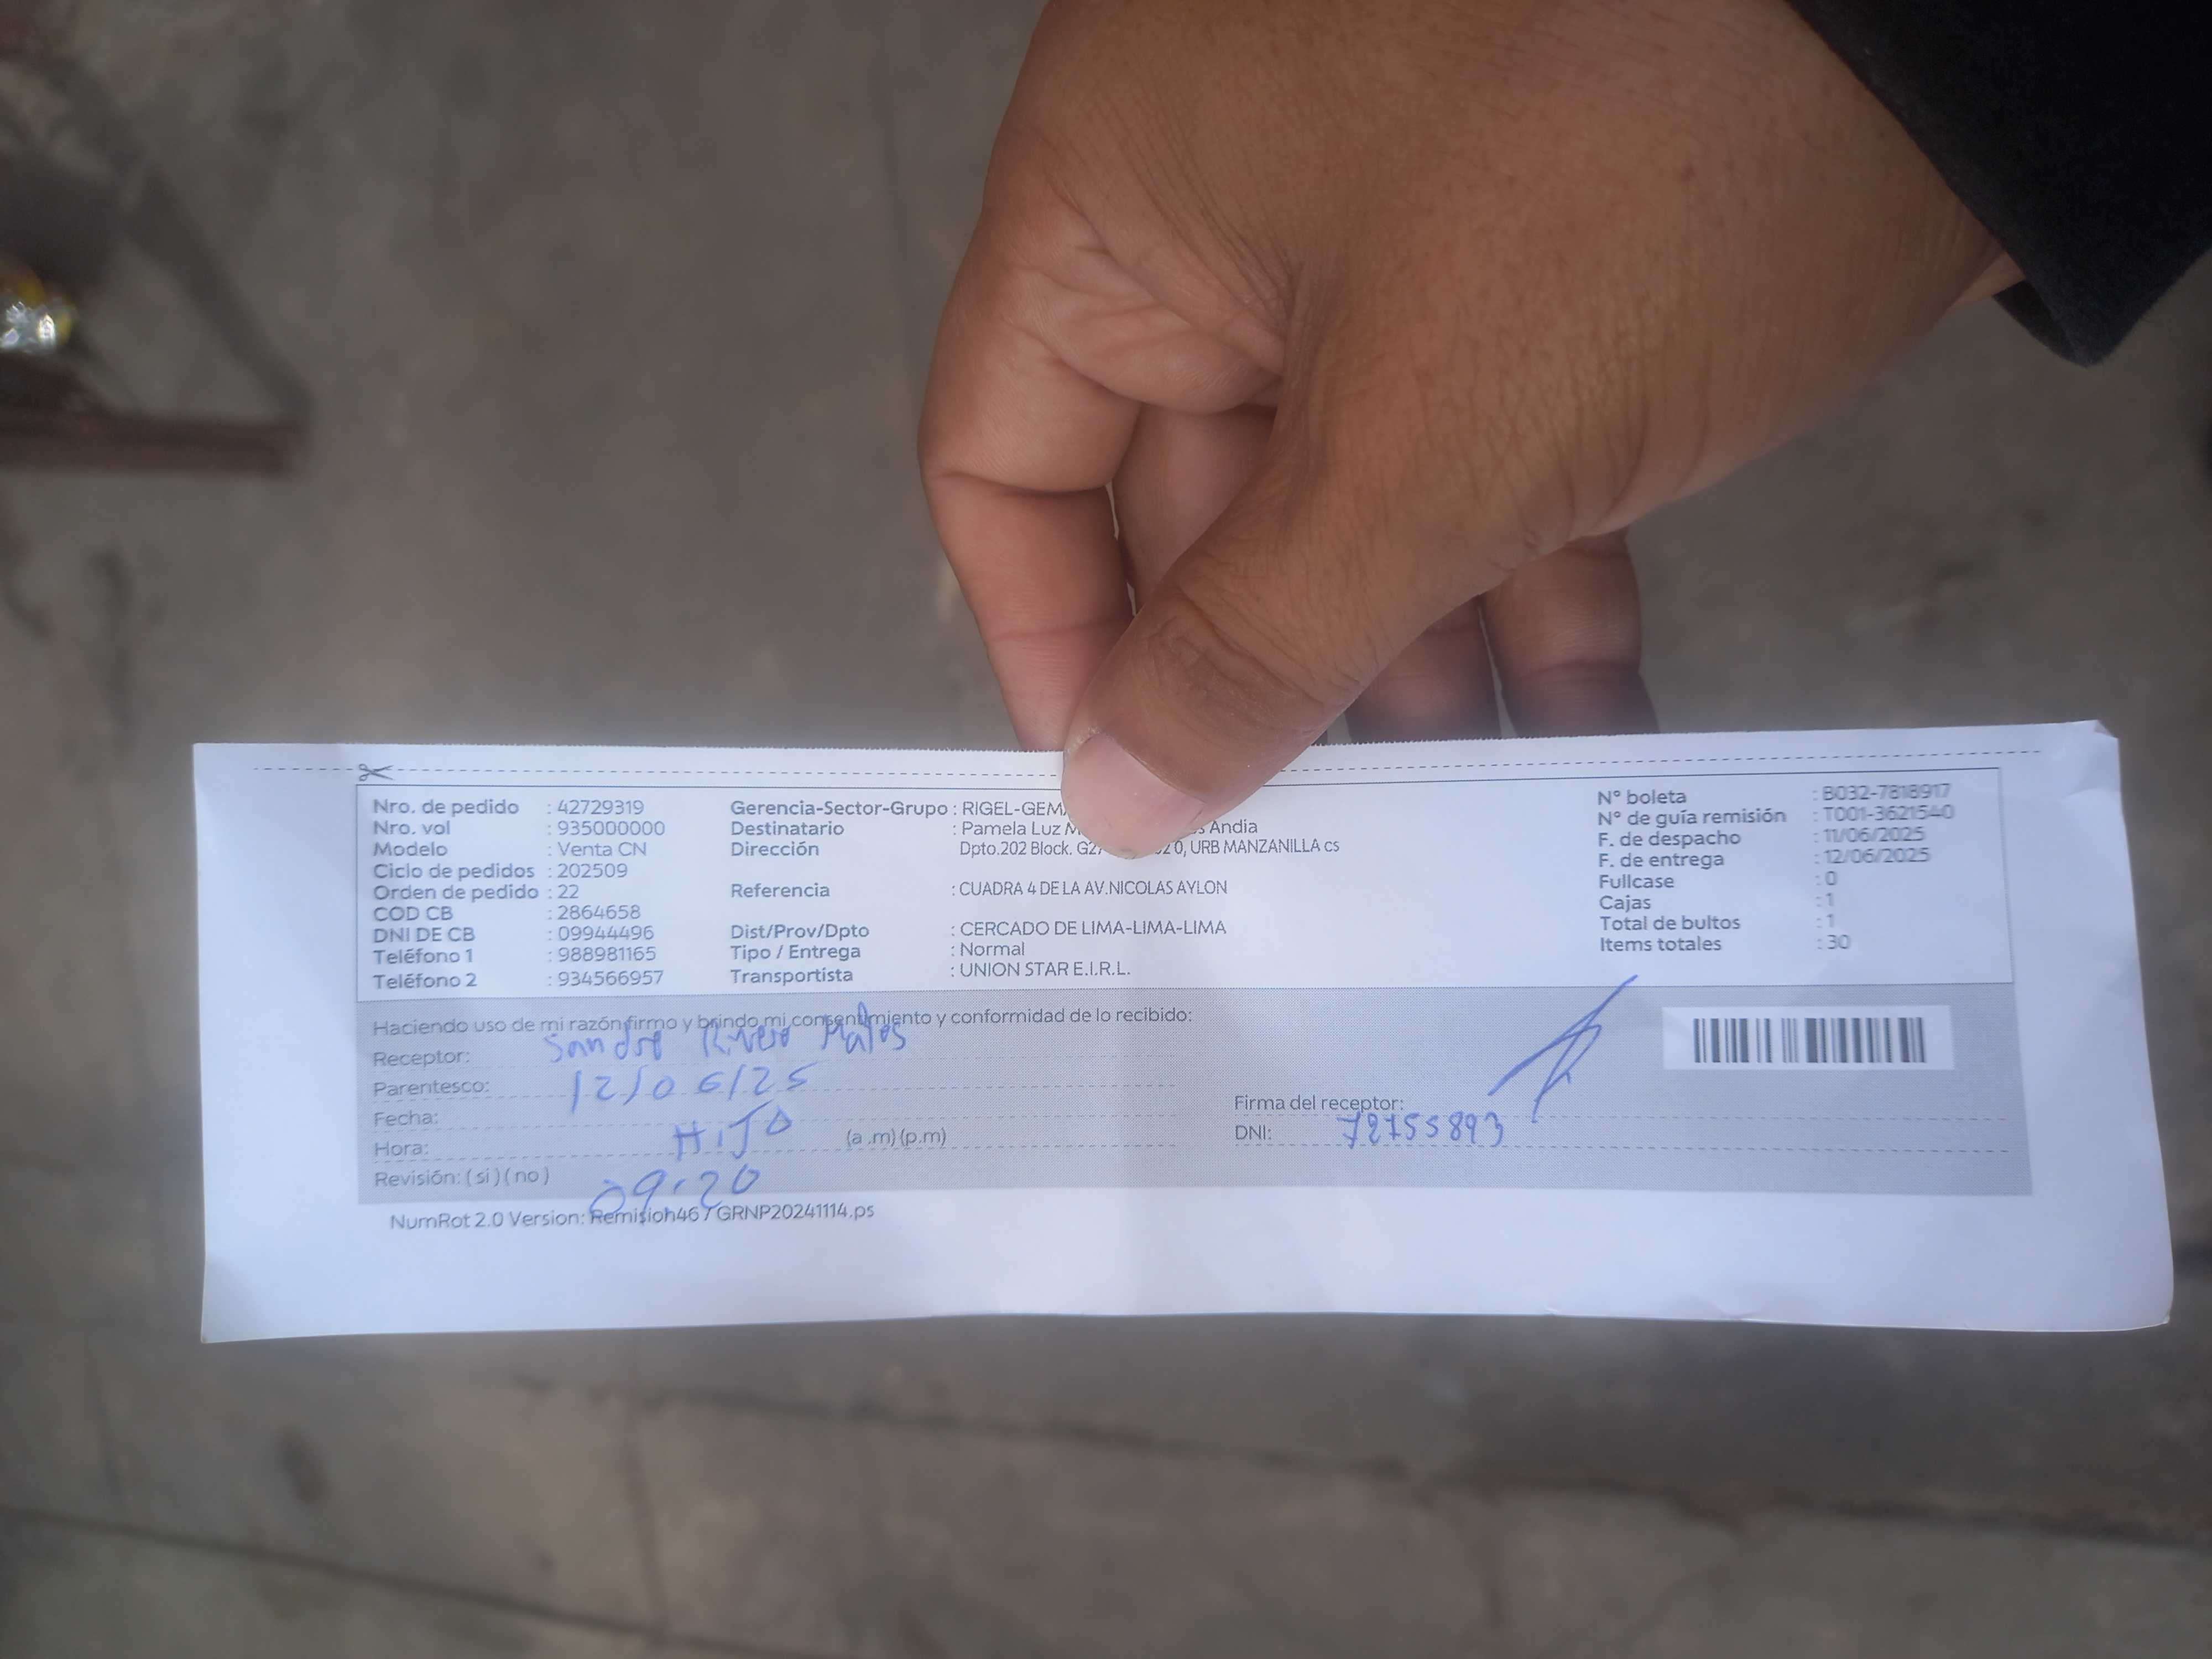 Nro. de pedido : 42729319
Nro. vol : 935000000
Modelo : Venta CN
Ciclo de pedidos : 202509
Orden de pedido : 22
COD CB : 2864658
DNI DE CB : 09944496
Teléfono 1 : 988981165
Teléfono 2 : 934566957
Gerencia-Sector-Grupo : RIGEL-GEM
Destinatario : Pamela Luz Andia
Dirección : Dpto.202 Block. 0, URB MANZANILLA cs
Referencia : CUADRA 4 DE LA AV.NICOLAS AYLON
Dist/Prov/Dpto : CERCADO DE LIMA-LIMA-LIMA
Tipo / Entrega : Normal
Transportista : UNION STAR E.I.R.L.
N° boleta : B032-7818917
N° de guía remisión : T001-3621540
F. de despacho : 11/06/2025
F. de entrega : 12/06/2025
Fullcase : 0
Cajas : 1
Total de bultos : 1
Items totales : 30
Haciendo uso de mi razón firmo y brindo mi consentimiento y conformidad de lo recibido:
Receptor: Rivero
Parentesco: 12/06/25
Fecha:
Hora: HiJO (a.m)(p.m)
Revisión: ( si ) ( no ) 09:20
Firma del receptor:
DNI: 72755893
NumRot 2.0 Version: Remision46 / GRNP20241114.ps